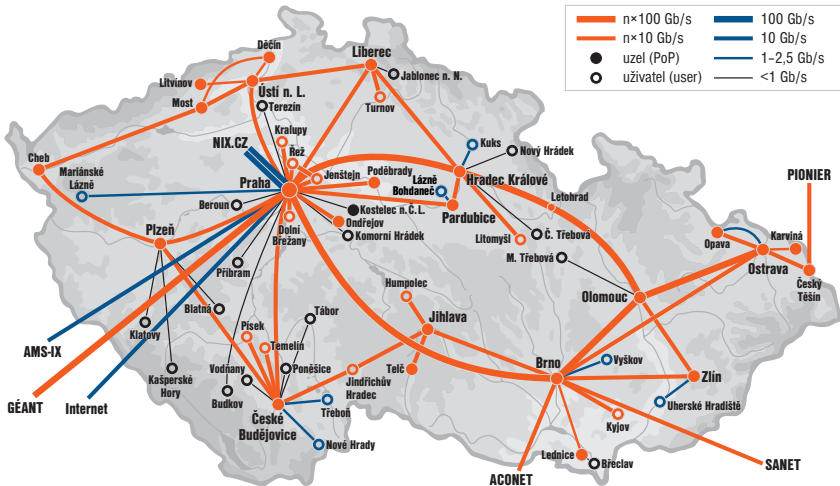 n×100 Gb/s
100 Gb/s
n×10 Gb/s
10 Gb/s
uzel (PoP)
1–2,5 Gb/s
uživatel (user)
<1 Gb/s
Děčín
Liberec
Litvínov
Jablonec n. N.
Most
Ústí n. L.
Terezín
Turnov
Kralupy
NIX.CZ
Řež
Kuks
Nový Hrádek
Cheb
Mariánské
Lázně
Praha
Jenštejn
Poděbrady
Lázně
Bohdaneč
Hradec Králové
PIONIER
Beroun
Kostelec n.Č.L.
Pardubice
Letohrad
Ondřejov
Plzeň
Dolní
Břežany
Komorní Hrádek
Litomyšl
Č. Třebová
Opava
Karviná
M. Třebová
Ostrava
Příbram
Český
Těšín
Humpolec
Olomouc
Blatná
Tábor
Klatovy
Písek
Jihlava
AMS-IX
Temelín
Brno
Vyškov
Kašperské
Hory
Vodňany
Poněšice
Telč
Zlín
GÉANT
Internet
Budkov
Jindřichův
Hradec
České
Budějovice
Třeboň
Uherské Hradiště
Kyjov
Nové Hrady
Lednice
Břeclav
ACONET
SANET